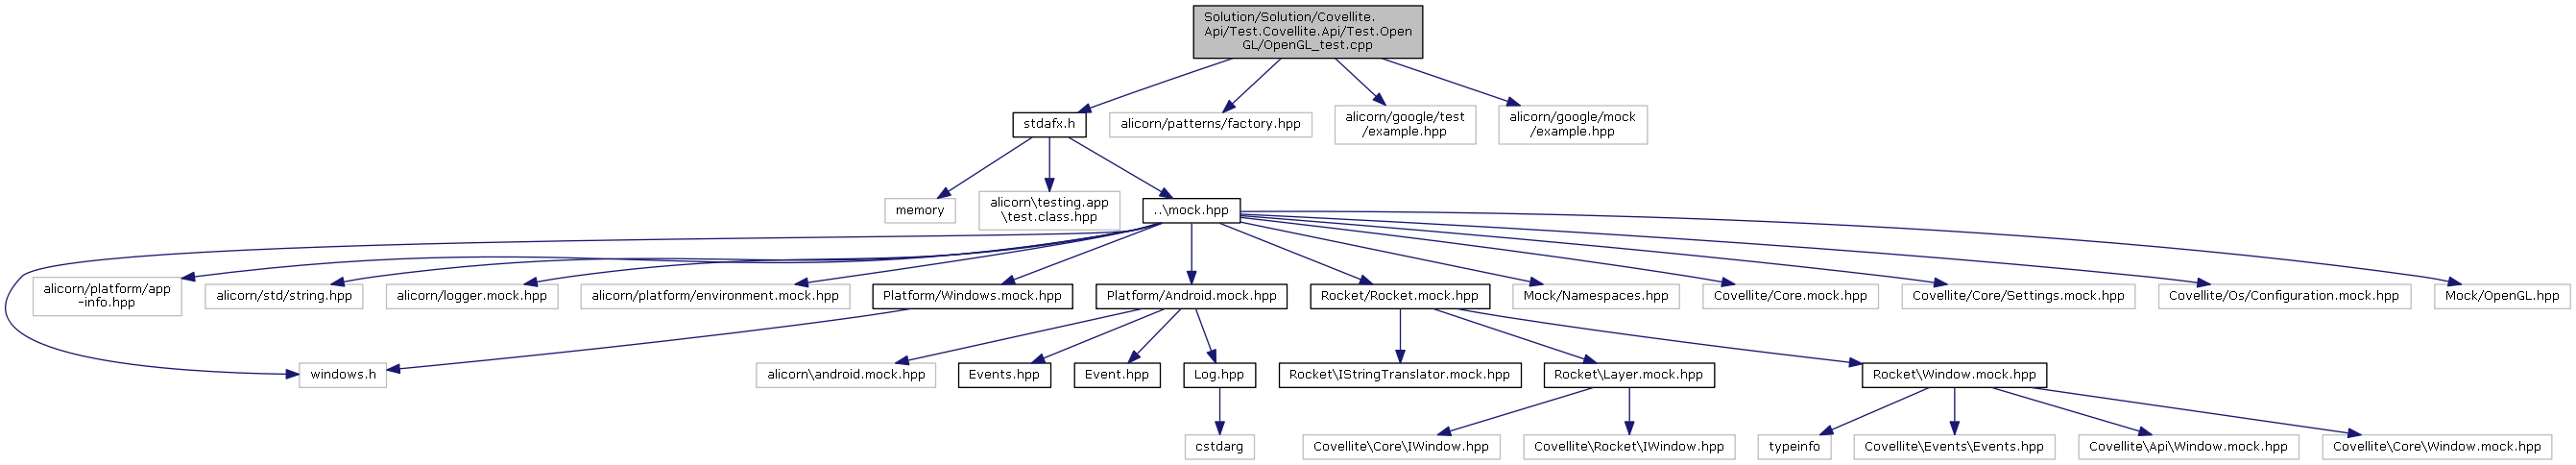 Solution/Solution/Covellite.
Api/Test.Covellite.Api/Test.Open
GL/OpenGL_test.cpp
stdafx.h
alicorn/patterns/factory.hpp
alicorn/google/test
/example.hpp
alicorn/google/mock
/example.hpp
memory
alicorn\testing.app
\test.class.hpp
..\mock.hpp
alicorn/platform/app
-info.hpp
alicorn/std/string.hpp
alicorn/logger.mock.hpp
alicorn/platform/environment.mock.hpp
Platform/Windows.mock.hpp
Platform/Android.mock.hpp
Rocket/Rocket.mock.hpp
Mock/Namespaces.hpp
Covellite/Core.mock.hpp
Covellite/Core/Settings.mock.hpp
Covellite/Os/Configuration.mock.hpp
Mock/OpenGL.hpp
windows.h
alicorn\android.mock.hpp
Events.hpp
Event.hpp
Log.hpp
Rocket\IStringTranslator.mock.hpp
Rocket\Layer.mock.hpp
Rocket\Window.mock.hpp
cstdarg
Covellite\Core\IWindow.hpp
Covellite\Rocket\IWindow.hpp
typeinfo
Covellite\Events\Events.hpp
Covellite\Api\Window.mock.hpp
Covellite\Core\Window.mock.hpp